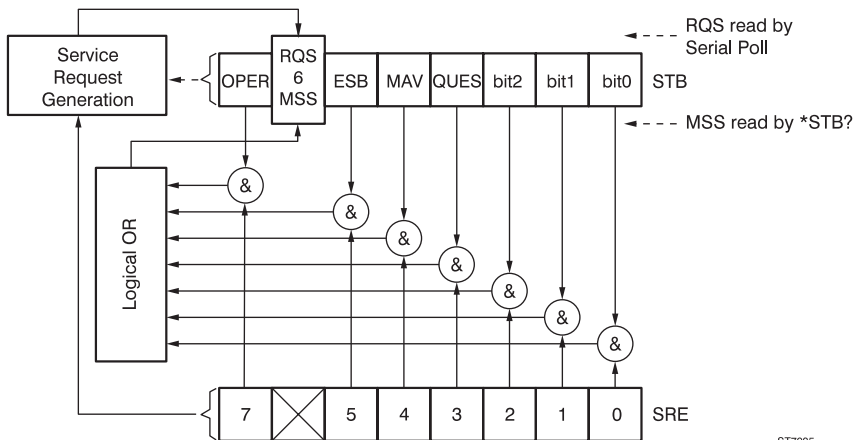 RQS read by
Serial Poll
Service
Request
Generation
OPER
RQS
6
MSS
ESB
MAV
QUES
bit2
bit1
bit0
STB
MSS read by *STB?
&
&
&
&
&
&
&
Logical OR
7
5
4
3
2
1
0
SRE